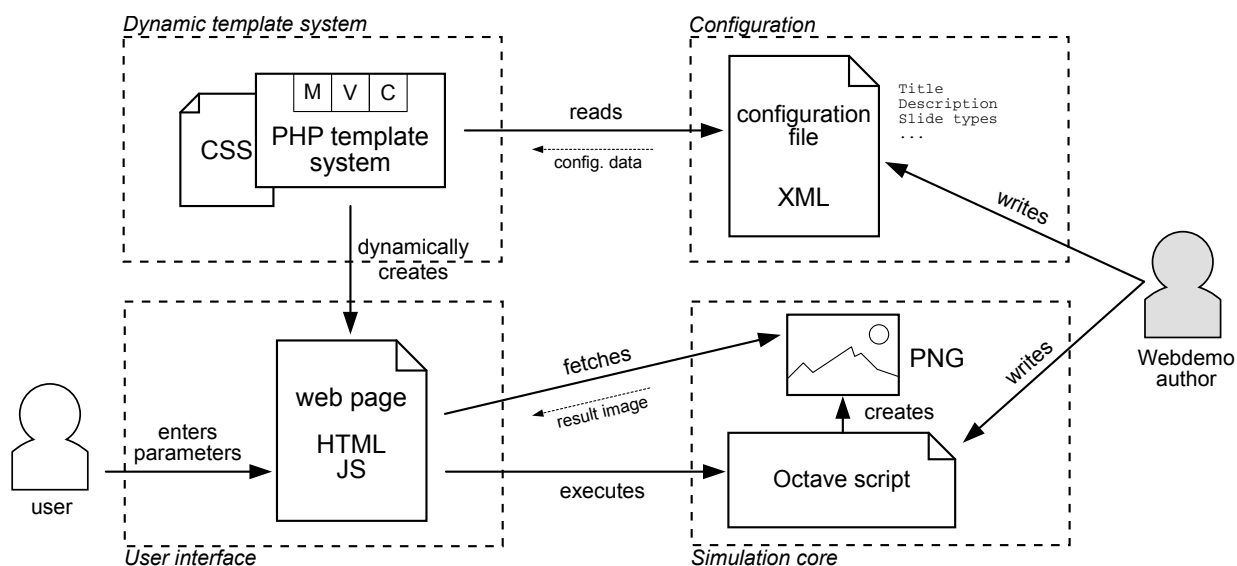 Dynamic template system
Configuration
M V C
CSS
PHP template
system
reads
config. data
configuration
file
XML
Title
Description
Slide types
...
writes
dynamically
creates
writes
Webdemo
author
fetches
result image
PNG
creates
web page
HTML
JS
enters
parameters
user
executes
Octave script
User interface
Simulation core